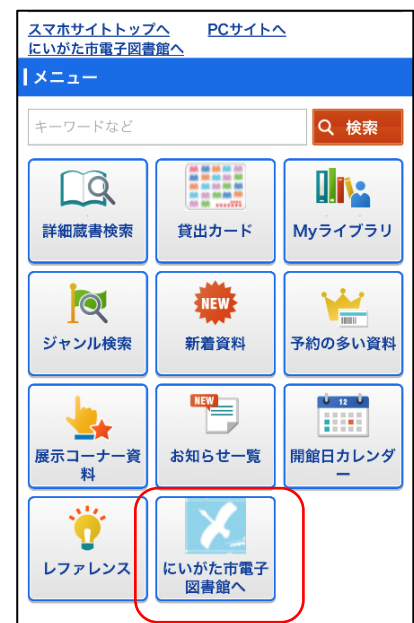 スマホサイトトップへ PCサイトへ
にいがた市電子図書館へ
メニュー
キーワードなど 検索
詳細蔵書検索 貸出カード Myライブラリ
NEW
ジャンル検索 新着資料 予約の多い資料
NEW 12
展示コーナー資 お知らせ一覧 開館日カレンダ
料 ー
レファレンス にいがた市電子
図書館へ